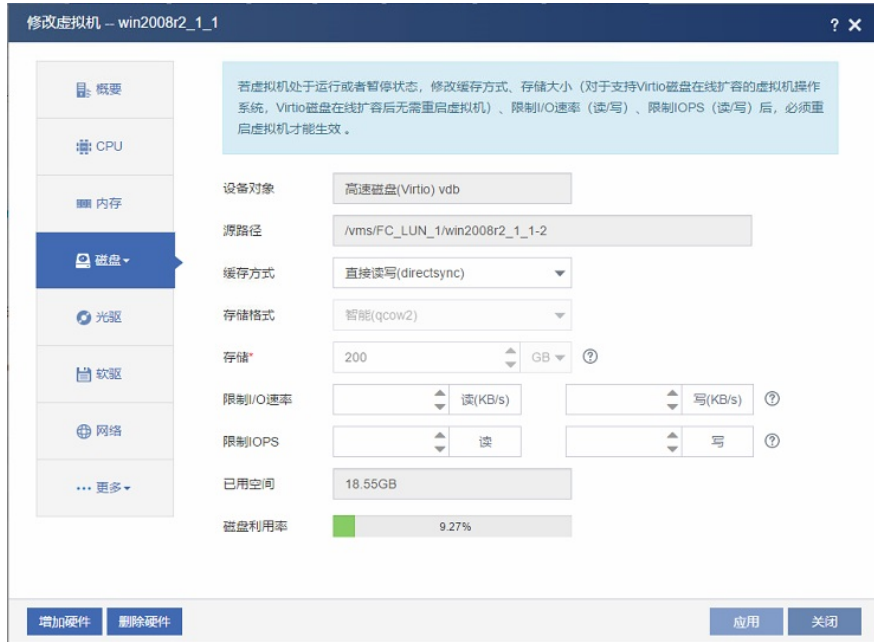 修改虚拟机 -- win2008r2_1_1
概要
CPU
内存
磁盘
光驱
软驱
网络
更多
若虚拟机处于运行或者暂停状态，修改缓存方式、存储大小（对于支持Virtio磁盘在线扩容的虚拟机操作
系统，Virtio磁盘在线扩容后无需重启虚拟机）、限制I/O速率（读/写）、限制IOPS（读/写）后，必须重
启虚拟机才能生效 。
设备对象 高速磁盘(Virtio) vdb
源路径 /vms/FC_LUN_1/win2008r2_1_1-2
缓存方式 直接读写(directsync)
存储格式 智能(qcow2)
存储* 200 GB
限制I/O速率 读(KB/s) 写(KB/s)
限制IOPS 读 写
已用空间 18.55GB
磁盘利用率 9.27%
增加硬件 删除硬件 应用 关闭